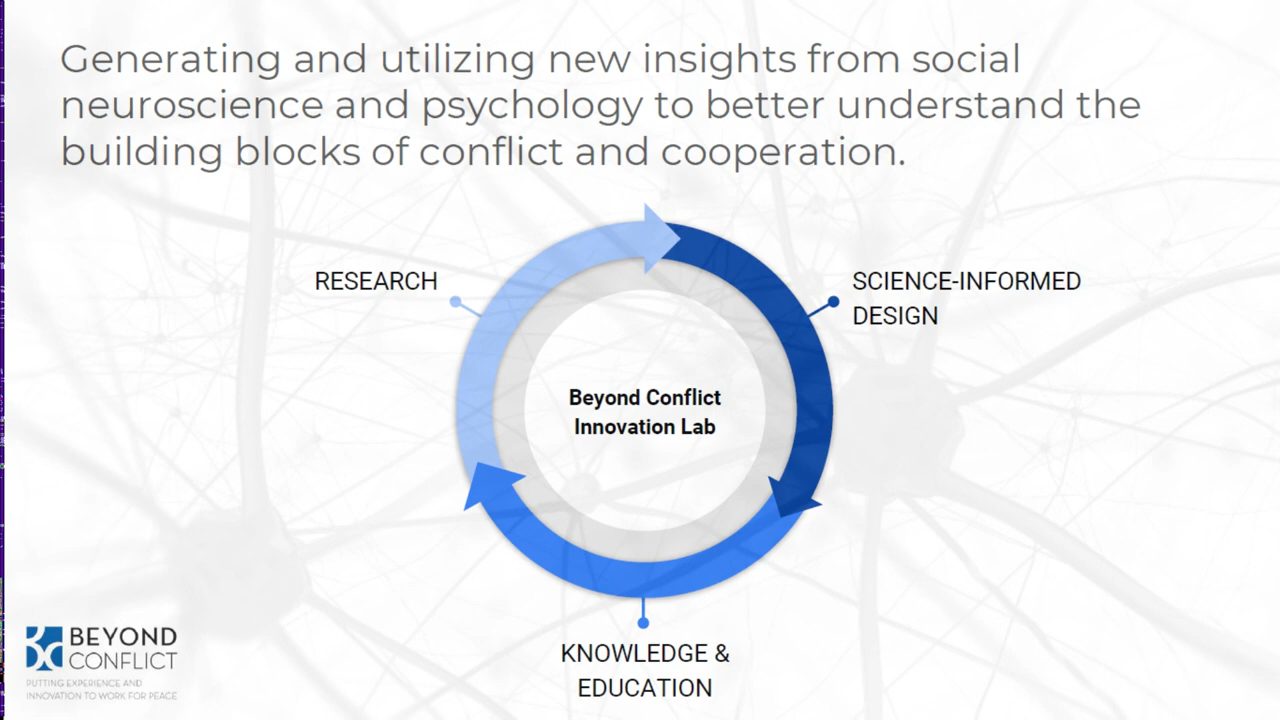 Generating and utilizing new insights from social
neuroscience and psychology to better understand the
building blocks of conflict and cooperation.
RESEARCH
SCIENCE-INFORMED
DESIGN
Beyond Conflict
Innovation Lab
KNOWLEDGE &
EDUCATION
BEYOND
CONFLICT
PUTTING EXPERIENCE AND
INNOVATION TO WORK FOR PEACE